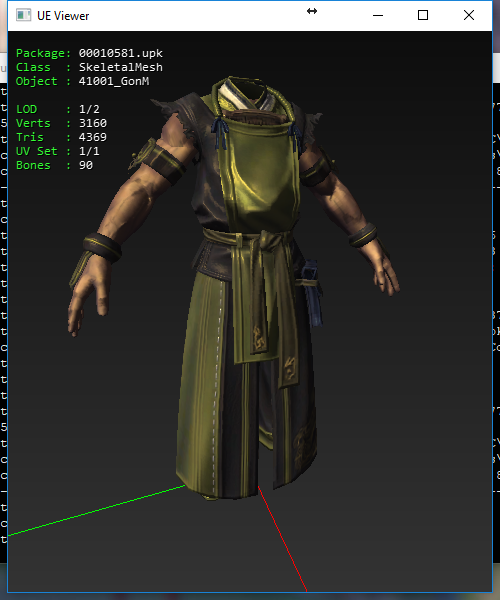 UE Viewer
Package: 00010581.upk
Class : SkeletalMesh
Object : 41001_GonM
LOD : 1/2
Verts : 3160
Tris : 4369
UV Set : 1/1
Bones : 90